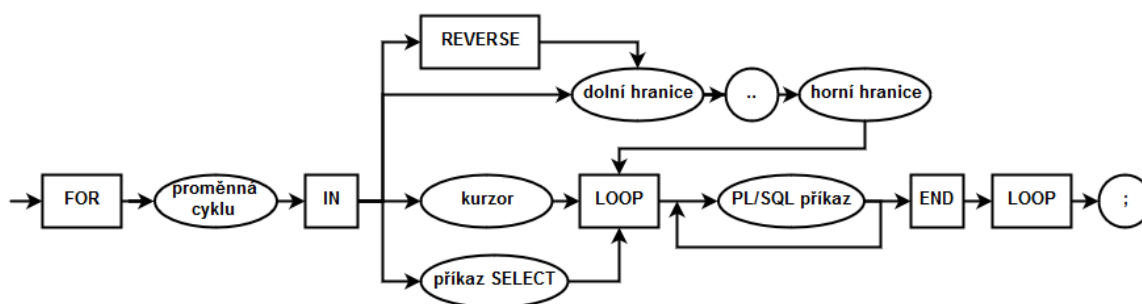 REVERSE
dolní hranice
..
horní hranice
FOR
proměnná
cyklu
IN
kurzor
LOOP
PL/SQL příkaz
END
LOOP
;
příkaz SELECT